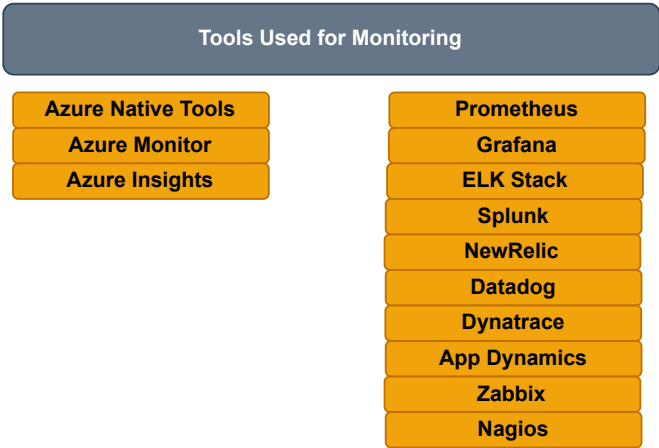 Tools Used for Monitoring
Azure Native Tools
Azure Monitor
Azure Insights
Prometheus
Grafana
ELK Stack
Splunk
NewRelic
Datadog
Dynatrace
App Dynamics
Zabbix
Nagios